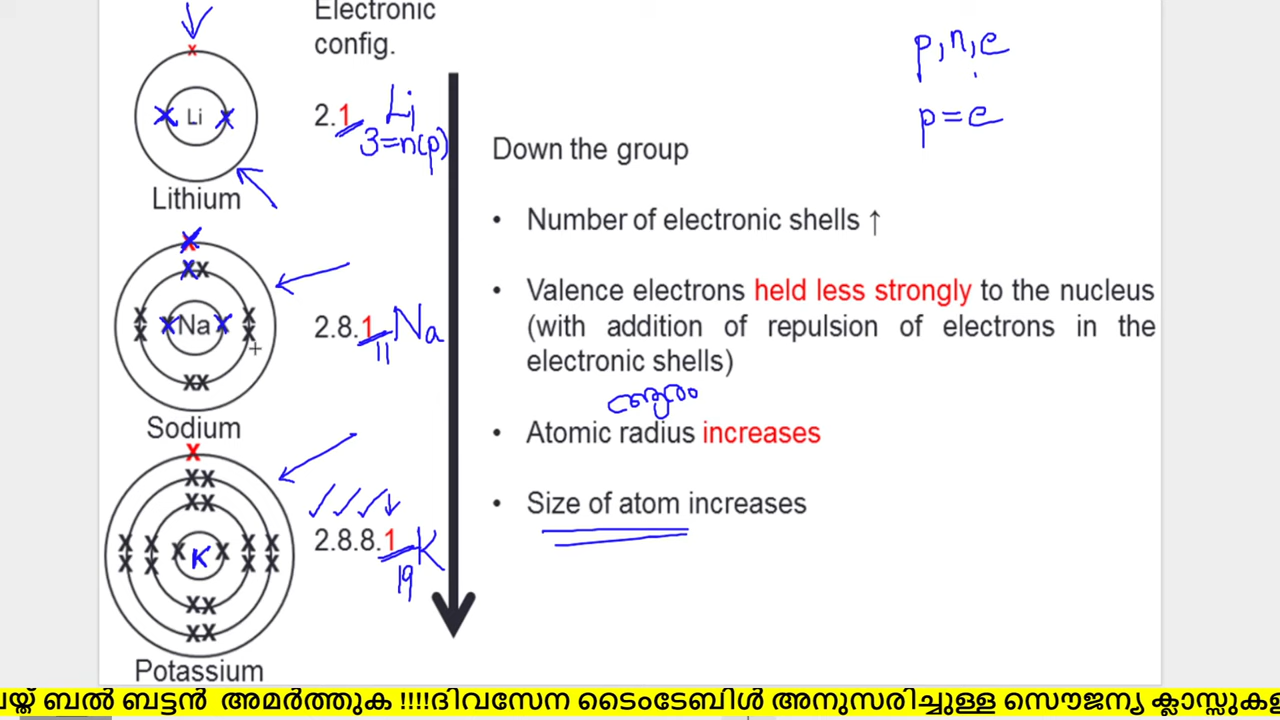 Electronic
config.
p, n, e
p = e
x
Li
Lithium
2.1 Li
3=n(p)
Down the group
• Number of electronic shells ↑
• Valence electrons held less strongly to the nucleus
(with addition of repulsion of electrons in the
electronic shells)
Na
Sodium
2.8.1 Na
11
• Atomic radius increases
• Size of atom increases
K
Potassium
2.8.8.1 K
19
ബൽ ബട്ടൻ അമർത്തുക !!!!ദിവസേന ടൈംടേബിൾ അനുസരിച്ചുള്ള സൌജന്യ